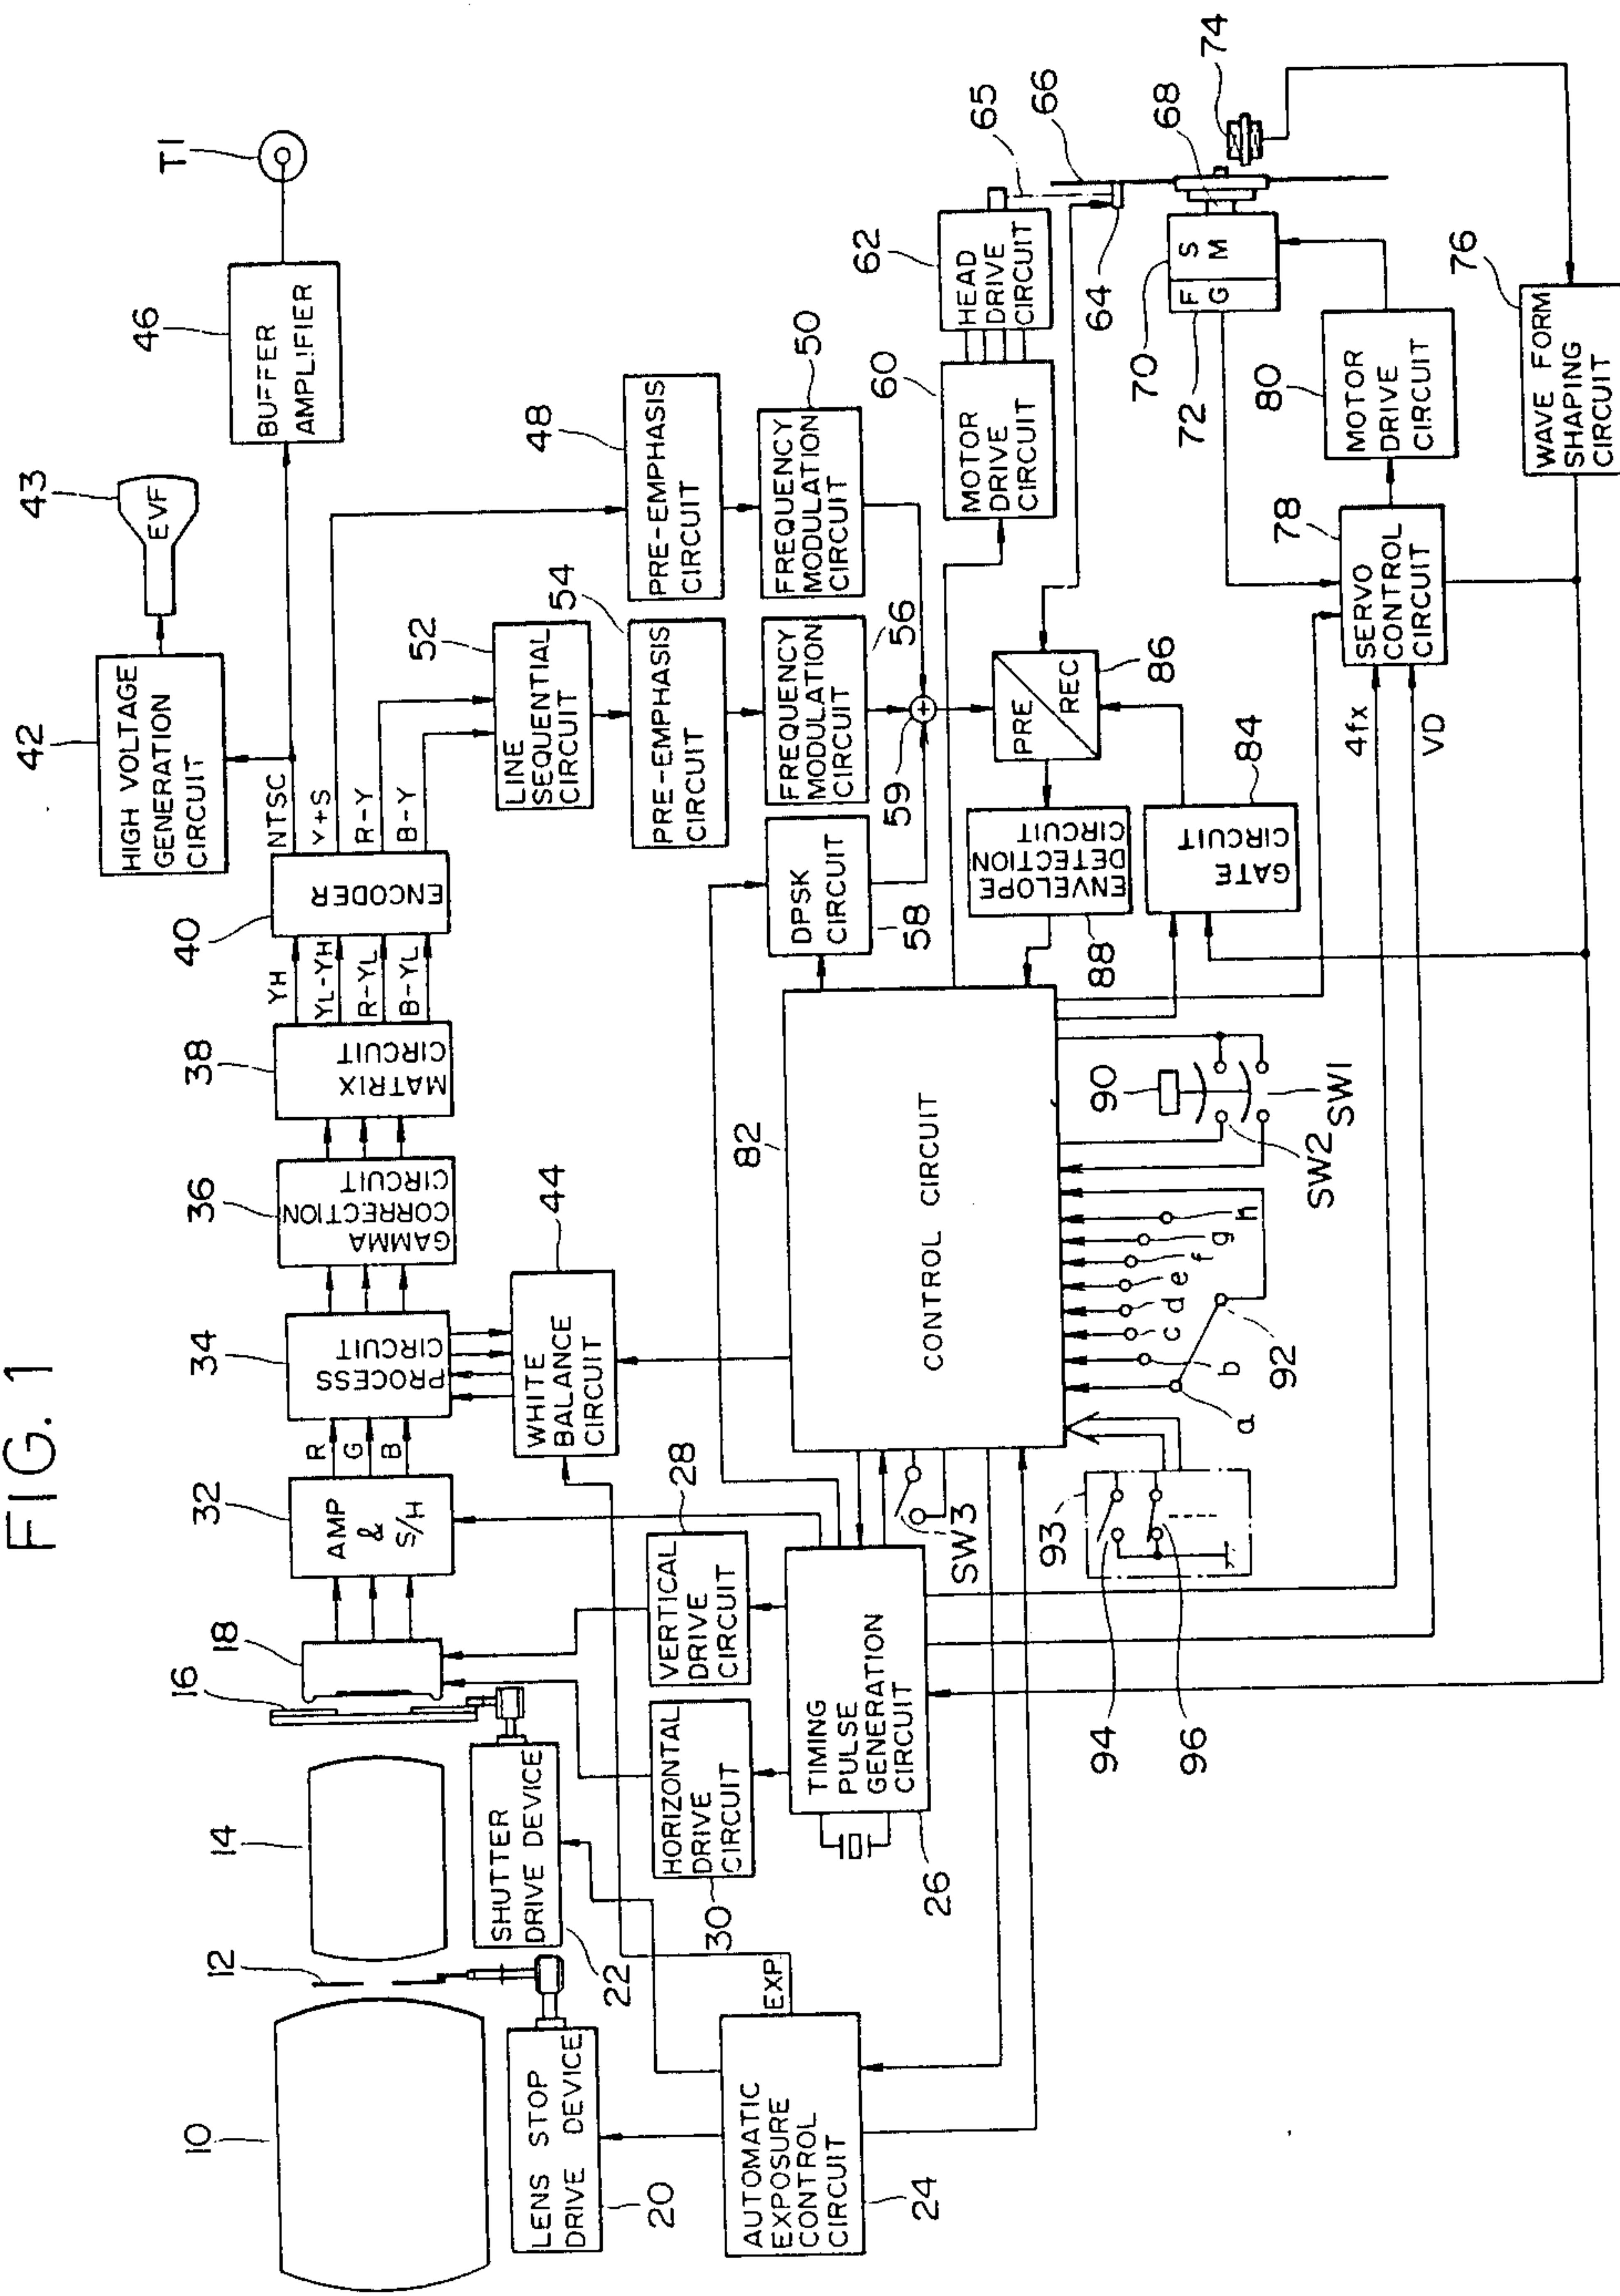 FIG. 1
10
12
14
16
18
32
AMP
&
S/H
R
G
B
34
PROCESS
CIRCUIT
36
GAMMA
CORRECTION
CIRCUIT
38
MATRIX
CIRCUIT
YH
YL-YH
R-YL
B-YL
40
ENCODER
NTSC
Y+S
R-Y
B-Y
42
HIGH VOLTAGE
GENERATION
CIRCUIT
43
EVF
46
BUFFER
AMPLIFIER
T1
LENS STOP
DRIVE DEVICE
20
SHUTTER
DRIVE DEVICE
22
44
WHITE
BALANCE
CIRCUIT
52
LINE
SEQUENTIAL
CIRCUIT
54
PRE-EMPHASIS
CIRCUIT
48
PRE-EMPHASIS
CIRCUIT
AUTOMATIC
EXPOSURE
CONTROL
CIRCUIT
24
EXP
HORIZONTAL
DRIVE
CIRCUIT
30
28
VERTICAL
DRIVE
CIRCUIT
TIMING
PULSE
GENERATION
CIRCUIT
26
SW3
82
CONTROL CIRCUIT
DPSK
CIRCUIT
58
FREQUENCY
MODULATION
CIRCUIT
56
FREQUENCY
MODULATION
CIRCUIT
50
59
60
MOTOR
DRIVE
CIRCUIT
62
HEAD
DRIVE
CIRCUIT
65
66
64
PRE
REC
86
ENVELOPE
DETECTION
CIRCUIT
88
GATE
CIRCUIT
84
93
94
96
a
b
c
d
e
f
g
h
92
90
SW2
SW1
4fx
VD
78
SERVO
CONTROL
CIRCUIT
80
MOTOR
DRIVE
CIRCUIT
70
72
F
G
S
M
68
74
76
WAVE FORM
SHAPING
CIRCUIT